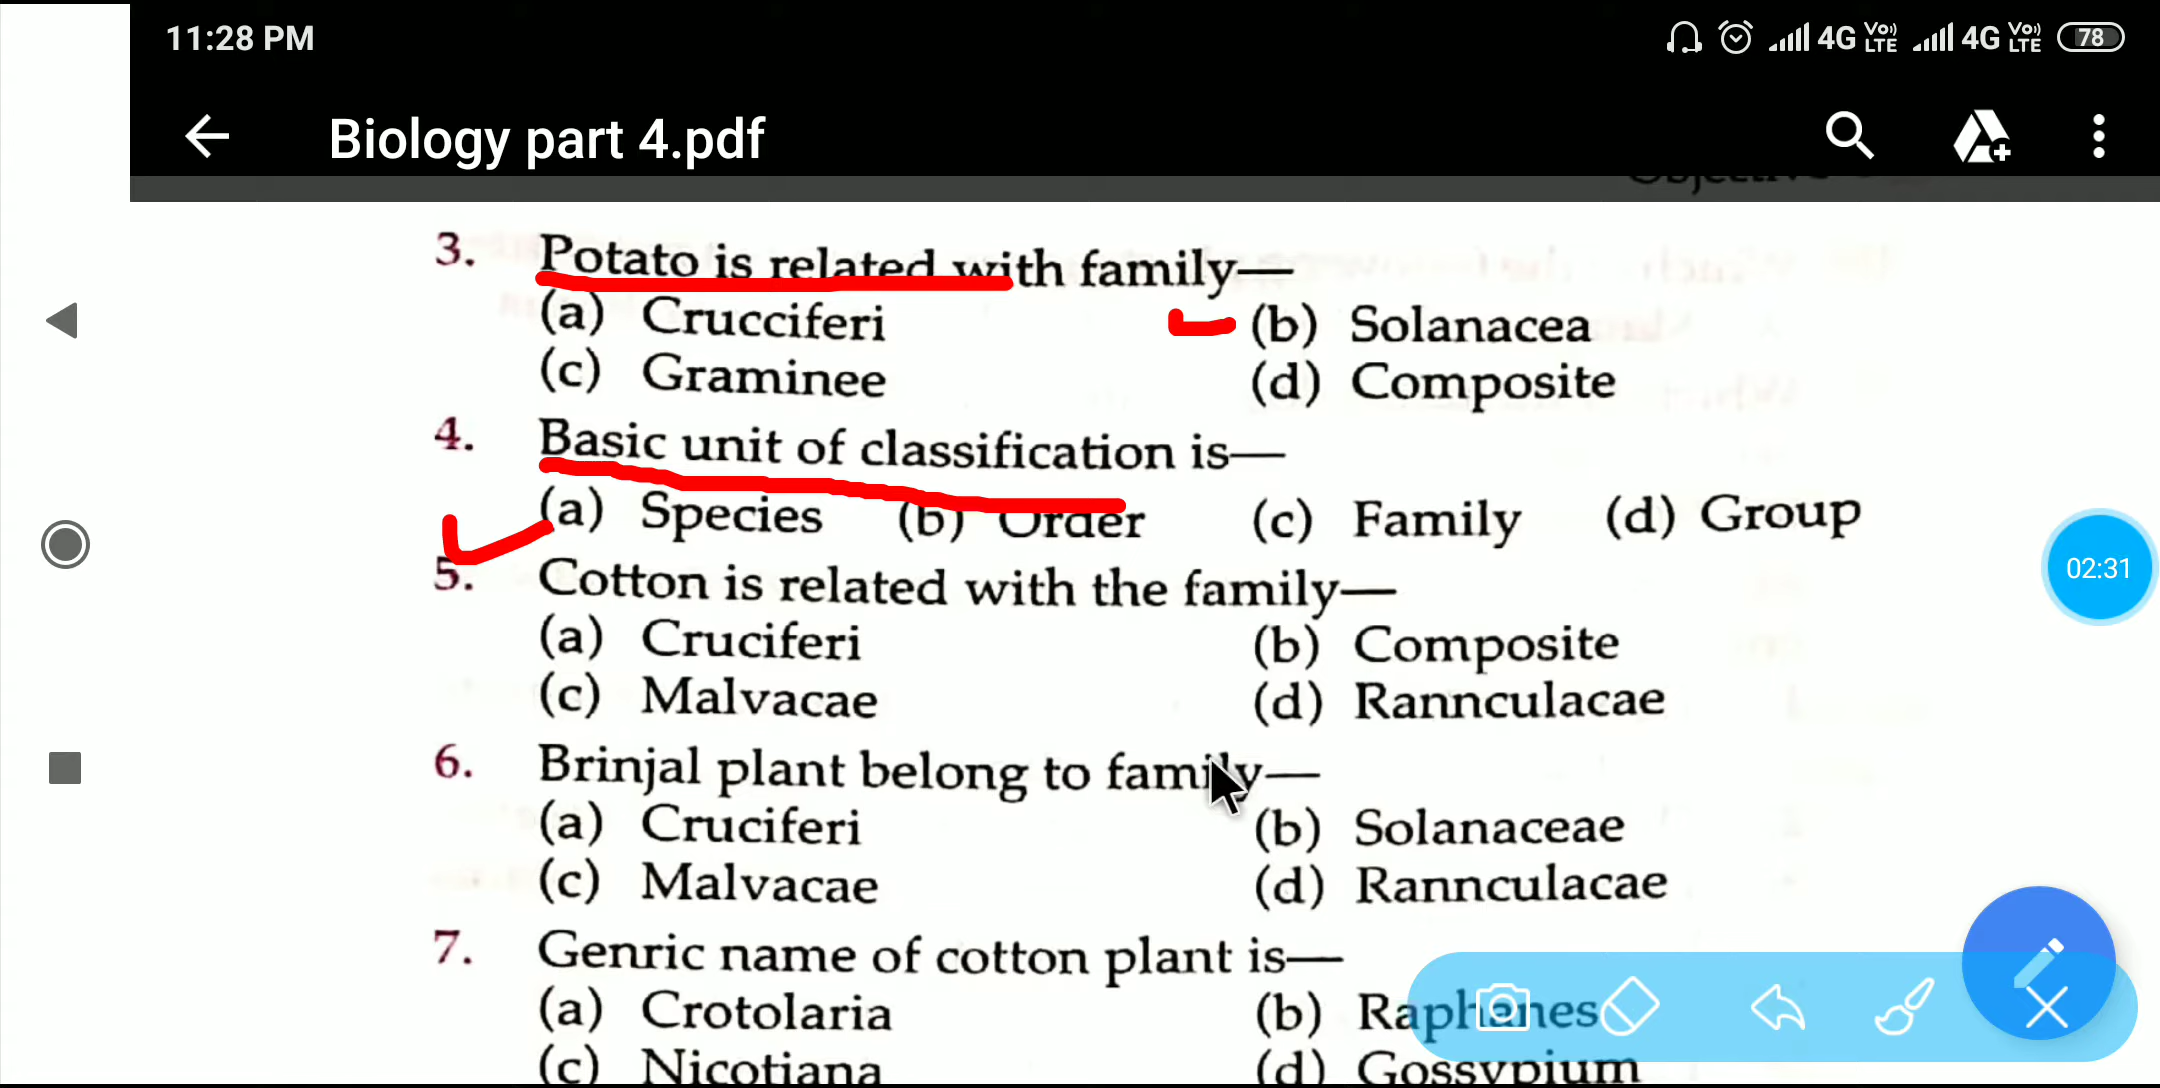 11:28 PM 4G VoLTE 4G VoLTE 78
Biology part 4.pdf
3. Potato is related with family—
(a) Crucciferi (b) Solanacea
(c) Graminee (d) Composite
4. Basic unit of classification is—
(a) Species (b) Order (c) Family (d) Group
02:31
5. Cotton is related with the family—
(a) Cruciferi (b) Composite
(c) Malvacae (d) Rannculacae
6. Brinjal plant belong to family—
(a) Cruciferi (b) Solanaceae
(c) Malvacae (d) Rannculacae
7. Genric name of cotton plant is—
(a) Crotolaria (b) Raphanes
(c) Nicotiana (d) Gossypium